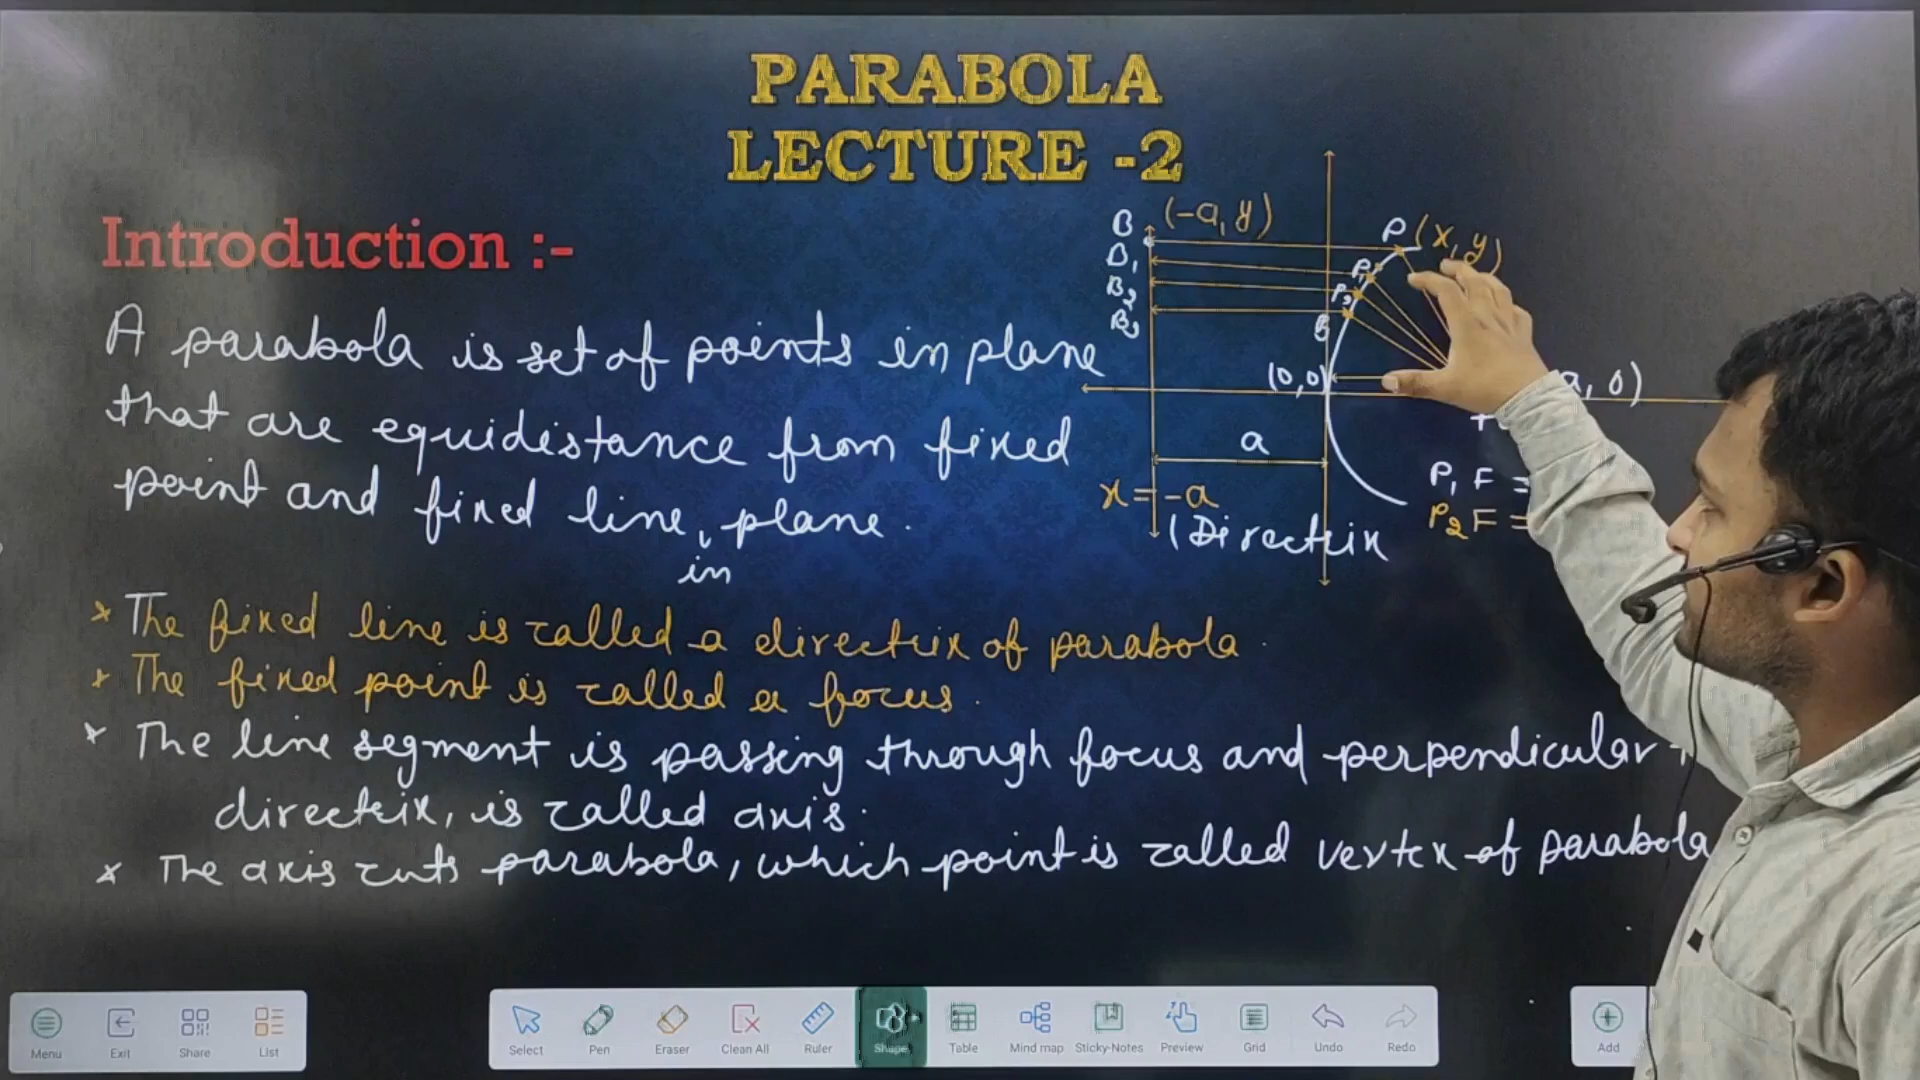 PARABOLA
LECTURE -2
Introduction :-
A parabola is set of points in plane
that are equidistance from fixed
point and fixed line, plane.
in
* The fixed line is called a directrix of parabola.
* The fixed point is called a focus.
* The line segment is passing through focus and perpendicular
directrix, is called axis.
* The axis cuts parabola, which point is called vertex of parabola
B (-a, y)
B1
B2
B3
P (x, y)
P1
P2
(0,0)
a, 0)
a
x = -a
(Directrix
P1 F =
P2 F =
Menu
Exit
Share
List
Select
Pen
Eraser
Clean All
Ruler
Shape
Table
Mind map
Sticky-Notes
Preview
Grid
Undo
Redo
Add